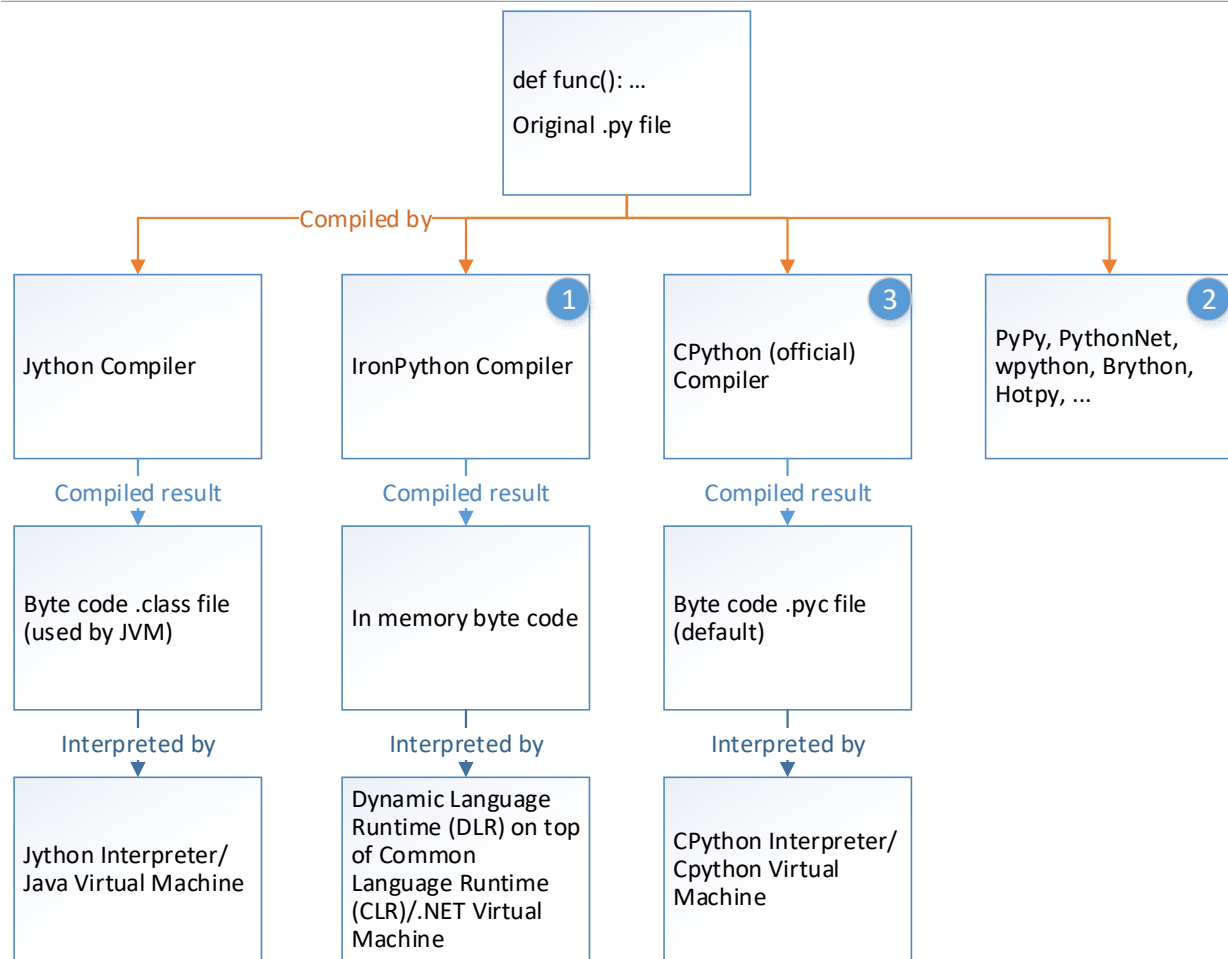 def func(): ...
Original .py file
Compiled by
1
3
2
Jython Compiler
IronPython Compiler
CPython (official)
Compiler
PyPy, PythonNet,
wpython, Brython,
Hotpy, ...
Compiled result
Compiled result
Compiled result
Byte code .class file
(used by JVM)
In memory byte code
Byte code .pyc file
(default)
Interpreted by
Interpreted by
Interpreted by
Jython Interpreter/
Java Virtual Machine
Dynamic Language
Runtime (DLR) on top
of Common
Language Runtime
(CLR)/.NET Virtual
Machine
CPython Interpreter/
Cpython Virtual
Machine